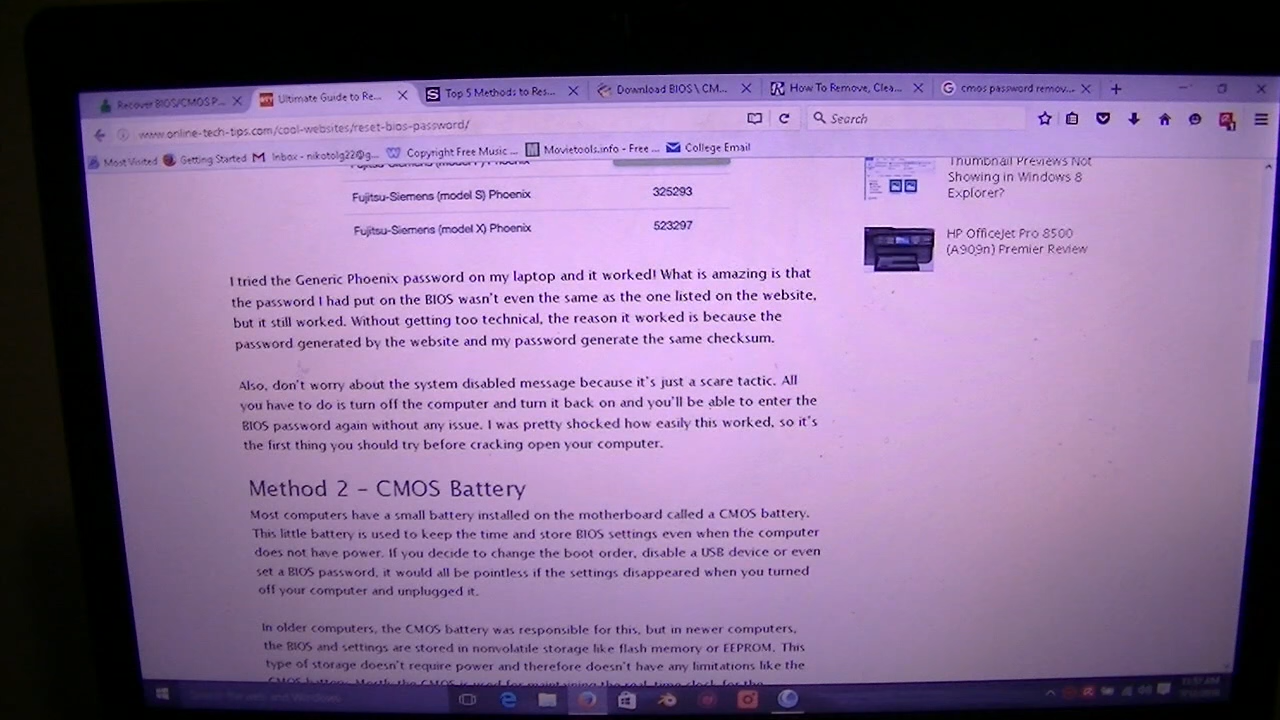 Recover BIOS/CMOS P...
Ultimate Guide to Re...
Top 5 Methods to Res...
Download BIOS \ CM...
How To Remove, Clea...
cmos password remov...
www.online-tech-tips.com/cool-websites/reset-bios-password/
Search
Most Visited
Getting Started
Inbox - nikotolg22@g...
Copyright Free Music ...
Movietools.info - Free ...
College Email
Fujitsu-Siemens (model S) Phoenix 325293
Fujitsu-Siemens (model X) Phoenix 523297
Thumbnail Previews Not
Showing in Windows 8
Explorer?
HP OfficeJet Pro 8500
(A909n) Premier Review
I tried the Generic Phoenix password on my laptop and it worked! What is amazing is that
the password I had put on the BIOS wasn't even the same as the one listed on the website,
but it still worked. Without getting too technical, the reason it worked is because the
password generated by the website and my password generate the same checksum.
Also, don't worry about the system disabled message because it's just a scare tactic. All
you have to do is turn off the computer and turn it back on and you'll be able to enter the
BIOS password again without any issue. I was pretty shocked how easily this worked, so it's
the first thing you should try before cracking open your computer.
Method 2 – CMOS Battery
Most computers have a small battery installed on the motherboard called a CMOS battery.
This little battery is used to keep the time and store BIOS settings even when the computer
does not have power. If you decide to change the boot order, disable a USB device or even
set a BIOS password, it would all be pointless if the settings disappeared when you turned
off your computer and unplugged it.
In older computers, the CMOS battery was responsible for this, but in newer computers,
the BIOS and settings are stored in nonvolatile storage like flash memory or EEPROM. This
type of storage doesn't require power and therefore doesn't have any limitations like the
Search the web and Windows